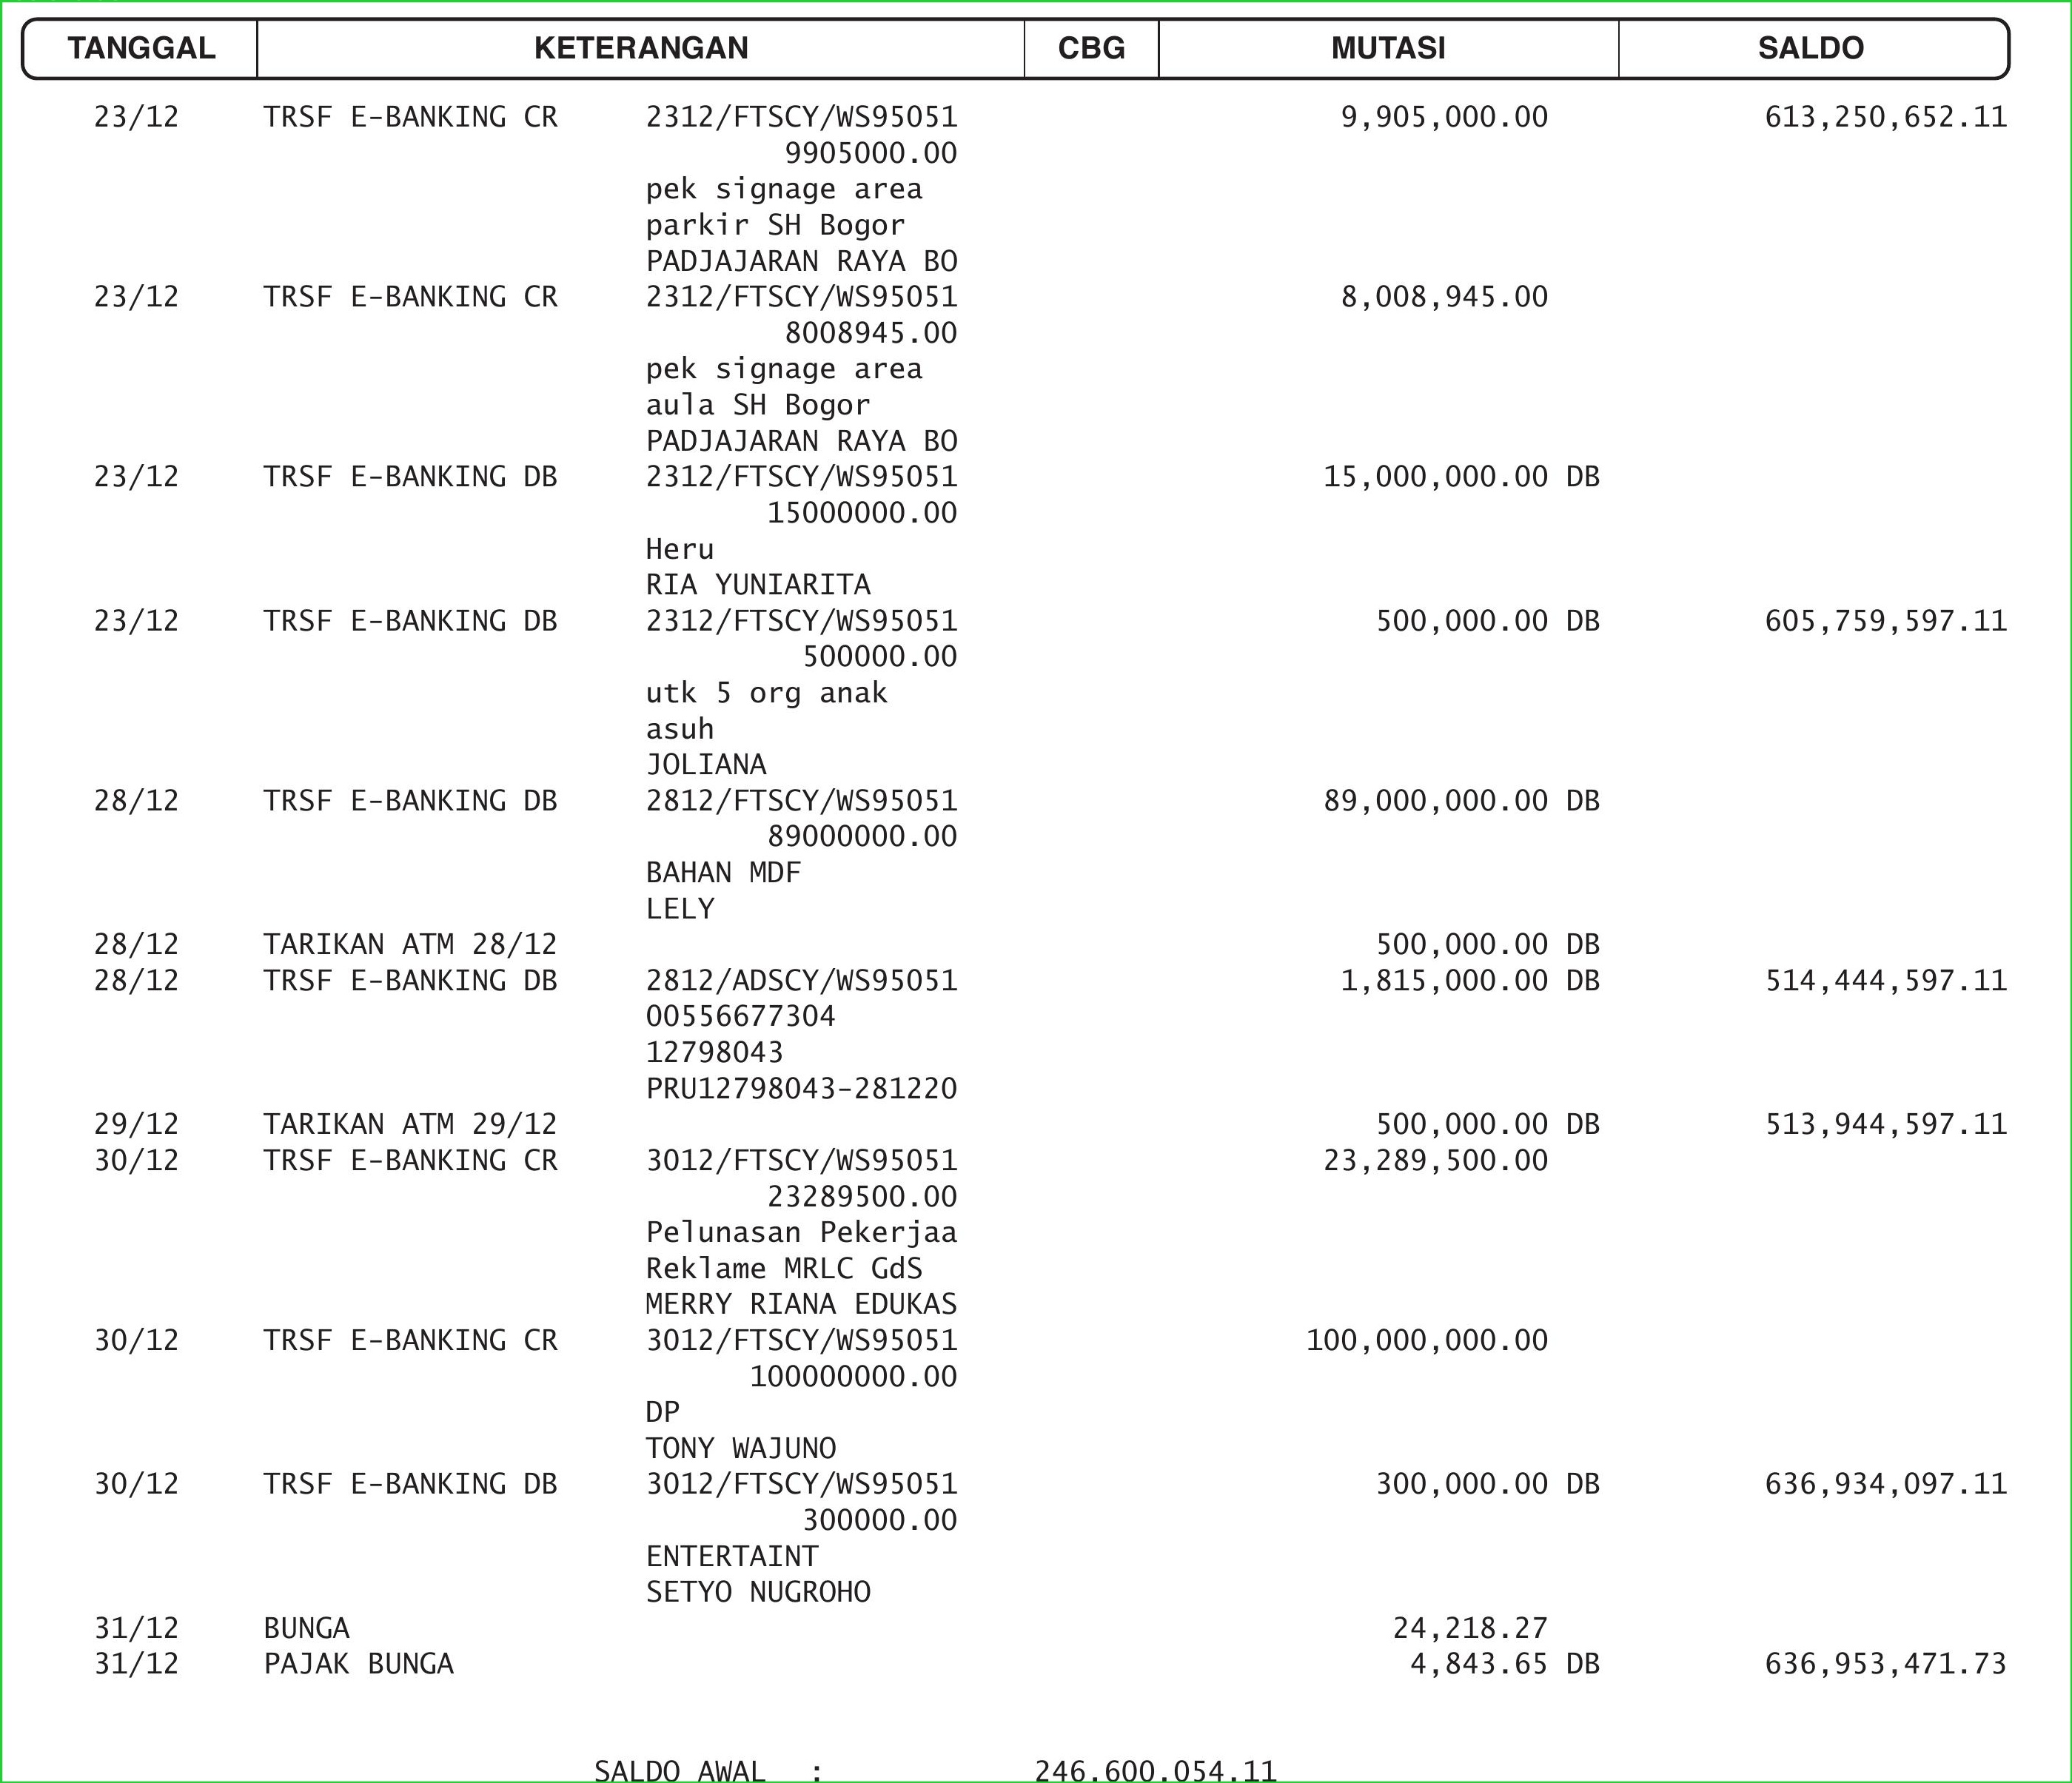 TANGGAL KETERANGAN CBG MUTASI SALDO
23/12 TRSF E-BANKING CR 2312/FTSCY/WS95051 9,905,000.00 613,250,652.11
9905000.00
pek signage area
parkir SH Bogor
PADJAJARAN RAYA BO
23/12 TRSF E-BANKING CR 2312/FTSCY/WS95051 8,008,945.00
8008945.00
pek signage area
aula SH Bogor
PADJAJARAN RAYA BO
23/12 TRSF E-BANKING DB 2312/FTSCY/WS95051 15,000,000.00 DB
15000000.00
Heru
RIA YUNIARITA
23/12 TRSF E-BANKING DB 2312/FTSCY/WS95051 500,000.00 DB 605,759,597.11
500000.00
utk 5 org anak
asuh
JOLIANA
28/12 TRSF E-BANKING DB 2812/FTSCY/WS95051 89,000,000.00 DB
89000000.00
BAHAN MDF
LELY
28/12 TARIKAN ATM 28/12 500,000.00 DB
28/12 TRSF E-BANKING DB 2812/ADSCY/WS95051 1,815,000.00 DB 514,444,597.11
00556677304
12798043
PRU12798043-281220
29/12 TARIKAN ATM 29/12 500,000.00 DB 513,944,597.11
30/12 TRSF E-BANKING CR 3012/FTSCY/WS95051 23,289,500.00
23289500.00
Pelunasan Pekerjaa
Reklame MRLC GdS
MERRY RIANA EDUKAS
30/12 TRSF E-BANKING CR 3012/FTSCY/WS95051 100,000,000.00
100000000.00
DP
TONY WAJUNO
30/12 TRSF E-BANKING DB 3012/FTSCY/WS95051 300,000.00 DB 636,934,097.11
300000.00
ENTERTAINT
SETYO NUGROHO
31/12 BUNGA 24,218.27
31/12 PAJAK BUNGA 4,843.65 DB 636,953,471.73
SALDO AWAL : 246,600,054.11